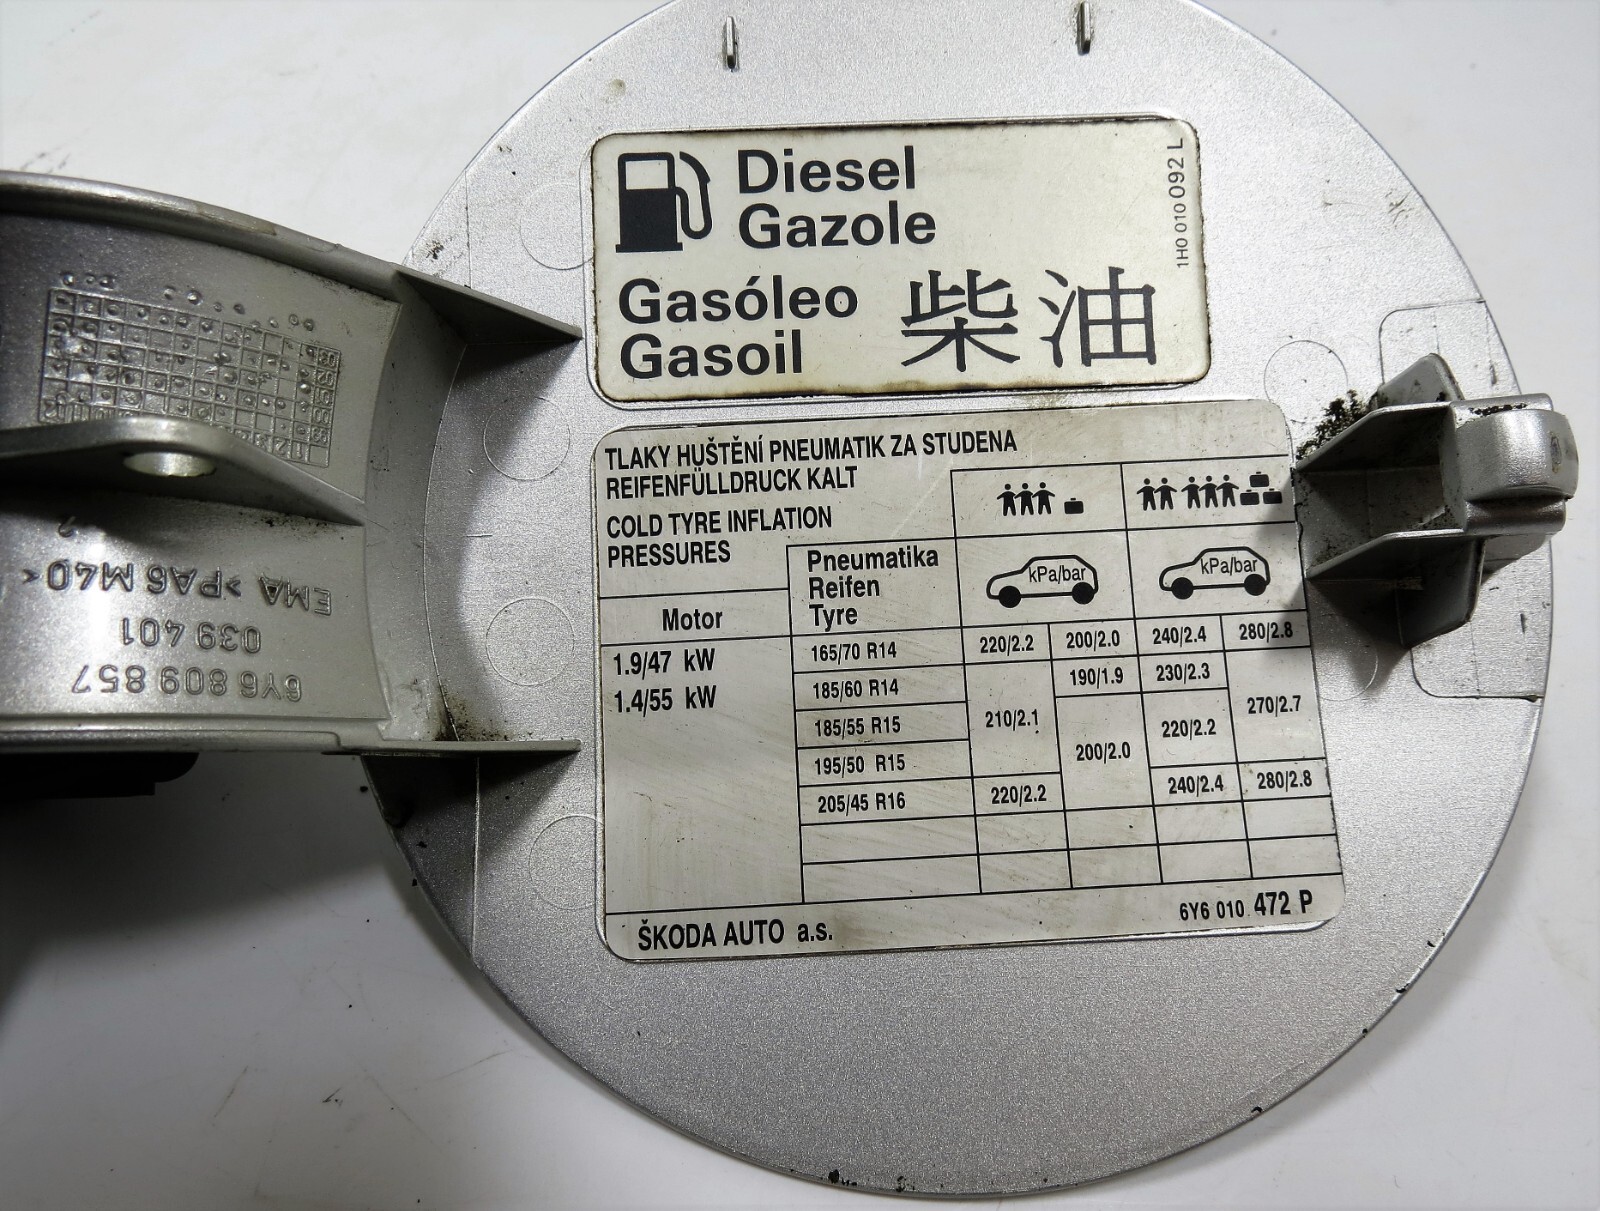 Diesel
Gazole
Gasóleo
Gasoil
柴油
1H0 010 092 L
TLAKY HUŠTĚNÍ PNEUMATIK ZA STUDENA
REIFENFÜLLDRUCK KALT
COLD TYRE INFLATION
PRESSURES
Motor
Pneumatika
Reifen
Tyre
kPa/bar kPa/bar
1.9/47 kW
1.4/55 kW
165/70 R14 220/2.2 200/2.0 240/2.4 280/2.8
185/60 R14 190/1.9 230/2.3
185/55 R15 210/2.1 220/2.2 270/2.7
195/50 R15 200/2.0
205/45 R16 220/2.2 240/2.4 280/2.8
ŠKODA AUTO a.s. 6Y6 010 472 P
6Y6 809 857
039 401
EMA >PA6 M40<